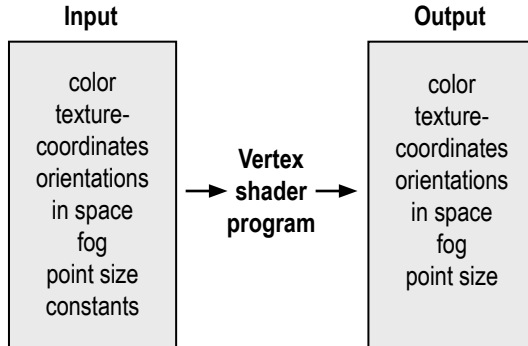 Input
color
texture-
coordinates
orientations
in space
fog
point size
constants
Vertex
shader
program
Output
color
texture-
coordinates
orientations
in space
fog
point size